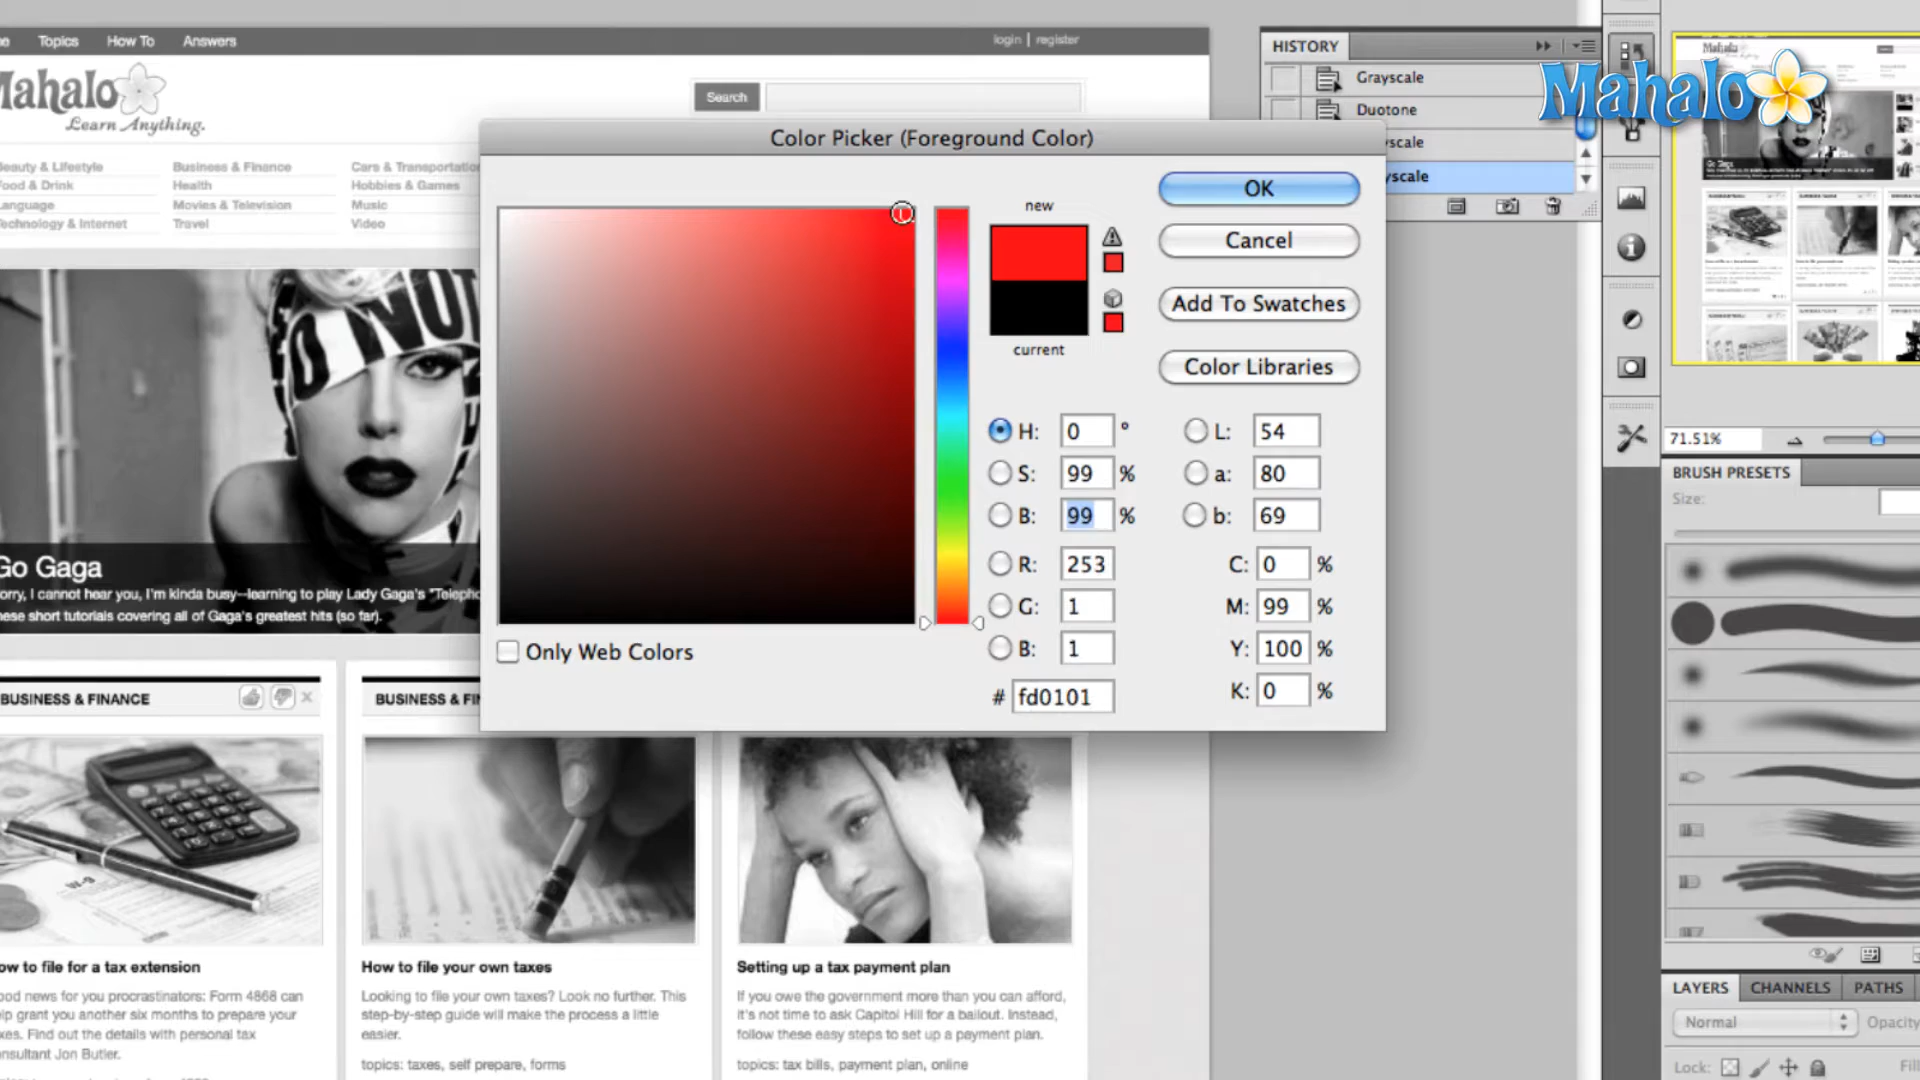 Topics How To Answers
login | register
Mahalo
Learn Anything.
Search
Beauty & Lifestyle Business & Finance Cars & Transportation
Food & Drink Health Hobbies & Games
Language Movies & Television Music
Technology & Internet Travel Video
Go Gaga
sorry, I cannot hear you, I'm kinda busy--learning to play Lady Gaga's "Telepho
these short tutorials covering all of Gaga's greatest hits (so far).
BUSINESS & FINANCE
BUSINESS & FI
How to file for a tax extension
Good news for you procrastinators: Form 4868 can
help grant you another six months to prepare your
taxes. Find out the details with personal tax
consultant Jon Butler.
How to file your own taxes
Looking to file your own taxes? Look no further. This
step-by-step guide will make the process a little
easier.
topics: taxes, self prepare, forms
Setting up a tax payment plan
If you owe the government more than you can afford,
it's not time to ask Capitol Hill for a bailout. Instead,
follow these easy steps to set up a payment plan.
topics: tax bills, payment plan, online
Color Picker (Foreground Color)
new
current
OK
Cancel
Add To Swatches
Color Libraries
H: 0 °
S: 99 %
B: 99 %
R: 253
G: 1
B: 1
# fd0101
L: 54
a: 80
b: 69
C: 0 %
M: 99 %
Y: 100 %
K: 0 %
Only Web Colors
HISTORY
Grayscale
Duotone
yscale
yscale
Mahalo
71.51%
BRUSH PRESETS
Size:
LAYERS CHANNELS PATHS
Normal Opacity
Lock: Fill